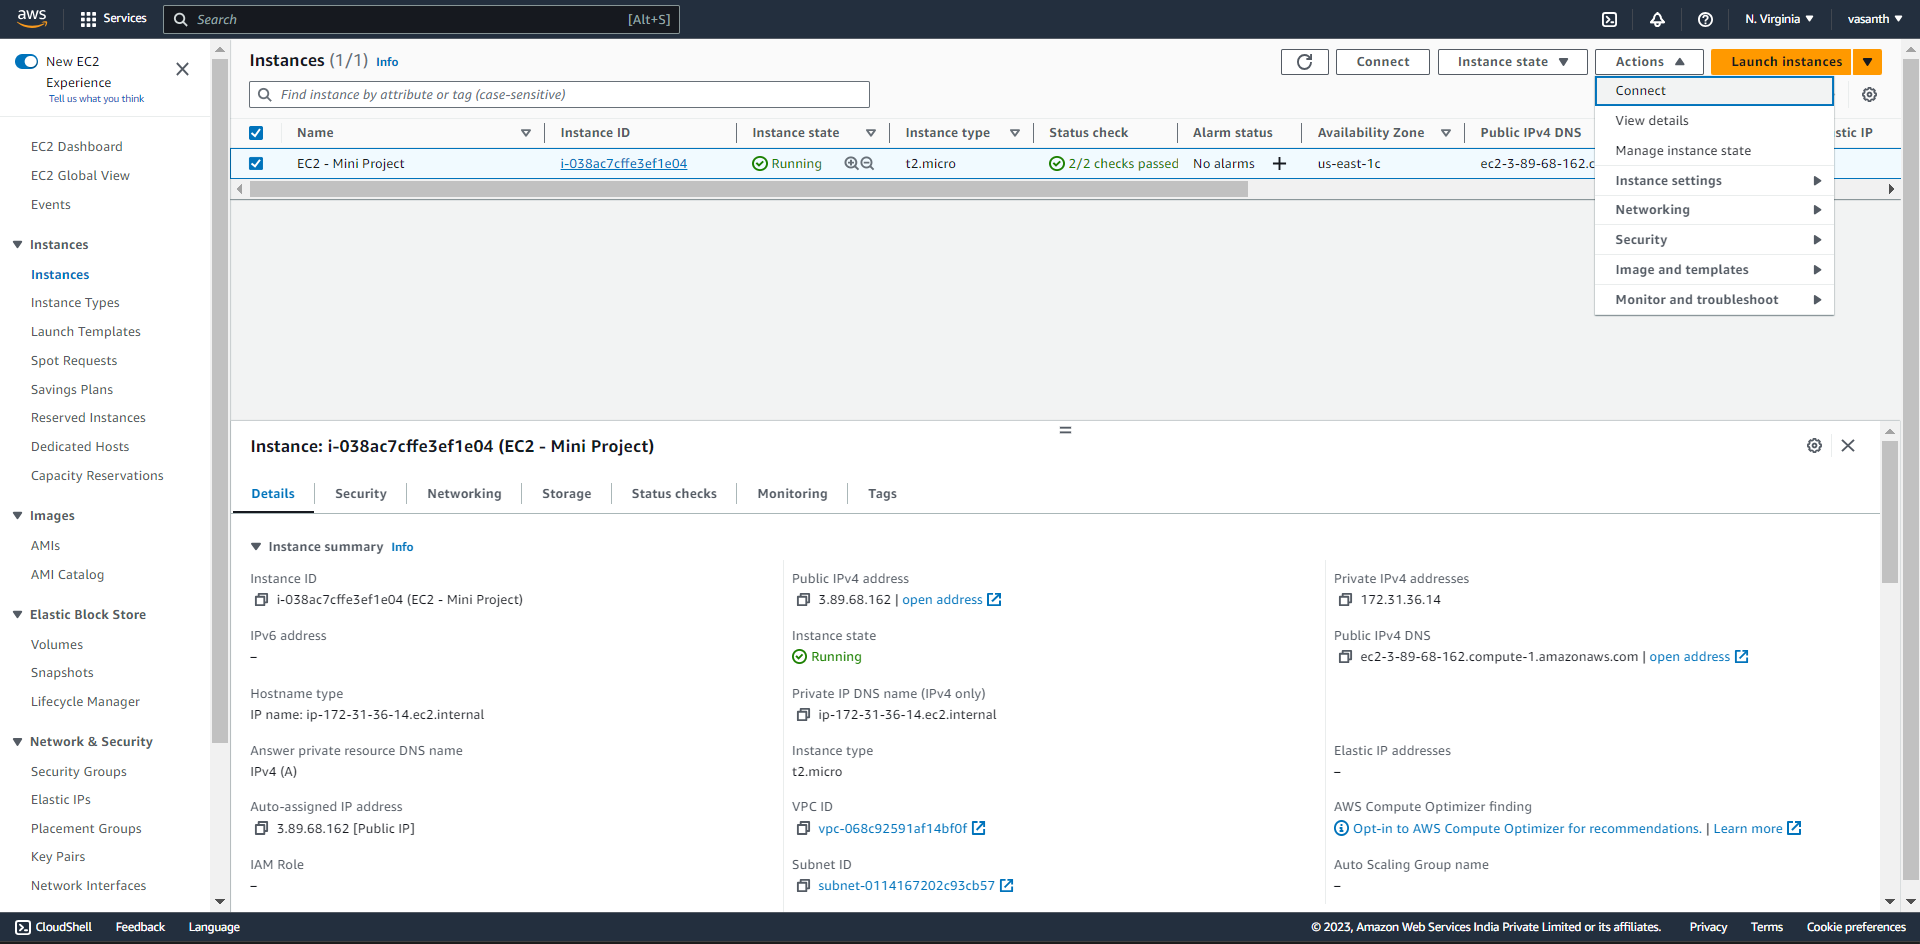 aws
Services
Search
[Alt+S]
N. Virginia
vasanth
New EC2
Experience
Tell us what you think
EC2 Dashboard
EC2 Global View
Events
Instances
Instances
Instance Types
Launch Templates
Spot Requests
Savings Plans
Reserved Instances
Dedicated Hosts
Capacity Reservations
Images
AMIs
AMI Catalog
Elastic Block Store
Volumes
Snapshots
Lifecycle Manager
Network & Security
Security Groups
Elastic IPs
Placement Groups
Key Pairs
Network Interfaces
Instances (1/1) Info
Connect
Instance state
Actions
Launch instances
Find instance by attribute or tag (case-sensitive)
Connect
View details
Manage instance state
Instance settings
Networking
Security
Image and templates
Monitor and troubleshoot
Name Instance ID Instance state Instance type Status check Alarm status Availability Zone Public IPv4 DNS stic IP
EC2 - Mini Project i-038ac7cffe3ef1e04 Running t2.micro 2/2 checks passed No alarms us-east-1c ec2-3-89-68-162.c
Instance: i-038ac7cffe3ef1e04 (EC2 - Mini Project)
Details Security Networking Storage Status checks Monitoring Tags
Instance summary Info
Instance ID
i-038ac7cffe3ef1e04 (EC2 - Mini Project)
Public IPv4 address
3.89.68.162 | open address
Private IPv4 addresses
172.31.36.14
IPv6 address
–
Instance state
Running
Public IPv4 DNS
ec2-3-89-68-162.compute-1.amazonaws.com | open address
Hostname type
IP name: ip-172-31-36-14.ec2.internal
Private IP DNS name (IPv4 only)
ip-172-31-36-14.ec2.internal
Answer private resource DNS name
IPv4 (A)
Instance type
t2.micro
Elastic IP addresses
–
Auto-assigned IP address
3.89.68.162 [Public IP]
VPC ID
vpc-068c92591af14bf0f
AWS Compute Optimizer finding
Opt-in to AWS Compute Optimizer for recommendations. | Learn more
IAM Role
–
Subnet ID
subnet-0114167202c93cb57
Auto Scaling Group name
–
CloudShell Feedback Language
© 2023, Amazon Web Services India Private Limited or its affiliates. Privacy Terms Cookie preferences